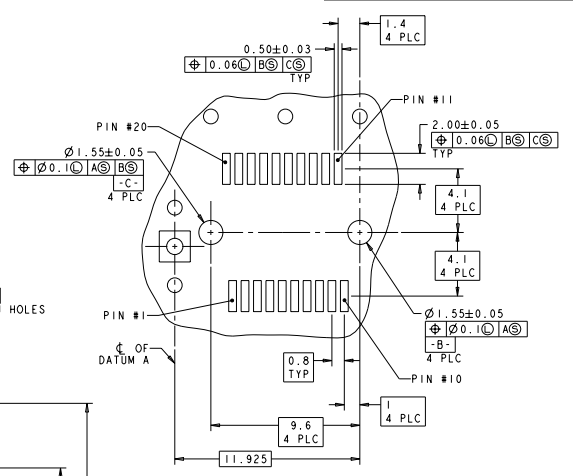 1.4
4 PLC
0.50±0.03
⌖ 0.06Ⓛ BⓈ CⓈ
TYP
PIN #11
PIN #20
2.00±0.05
⌖ 0.06Ⓛ BⓈ CⓈ
TYP
Ø1.55±0.05
⌖ Ø0.1Ⓛ AⓈ BⓈ
-C-
4 PLC
4.1
4 PLC
4.1
4 PLC
HOLES
PIN #1
Ø1.55±0.05
⌖ Ø0.1Ⓛ AⓈ
-B-
4 PLC
℄ OF
DATUM A
0.8
TYP
PIN #10
1
4 PLC
9.6
4 PLC
11.925